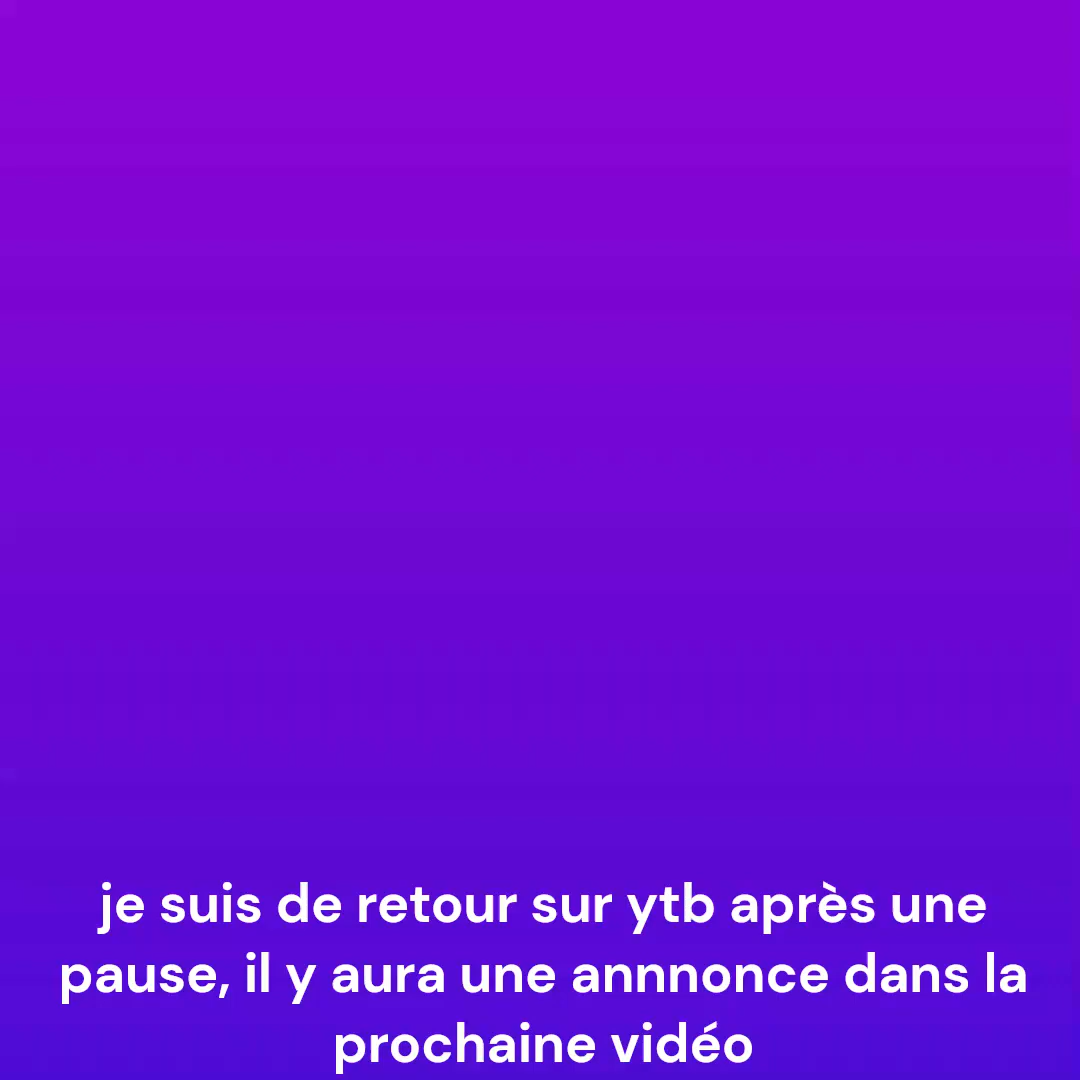 je suis de retour sur ytb après une
pause, il y aura une annnonce dans la
prochaine vidéo